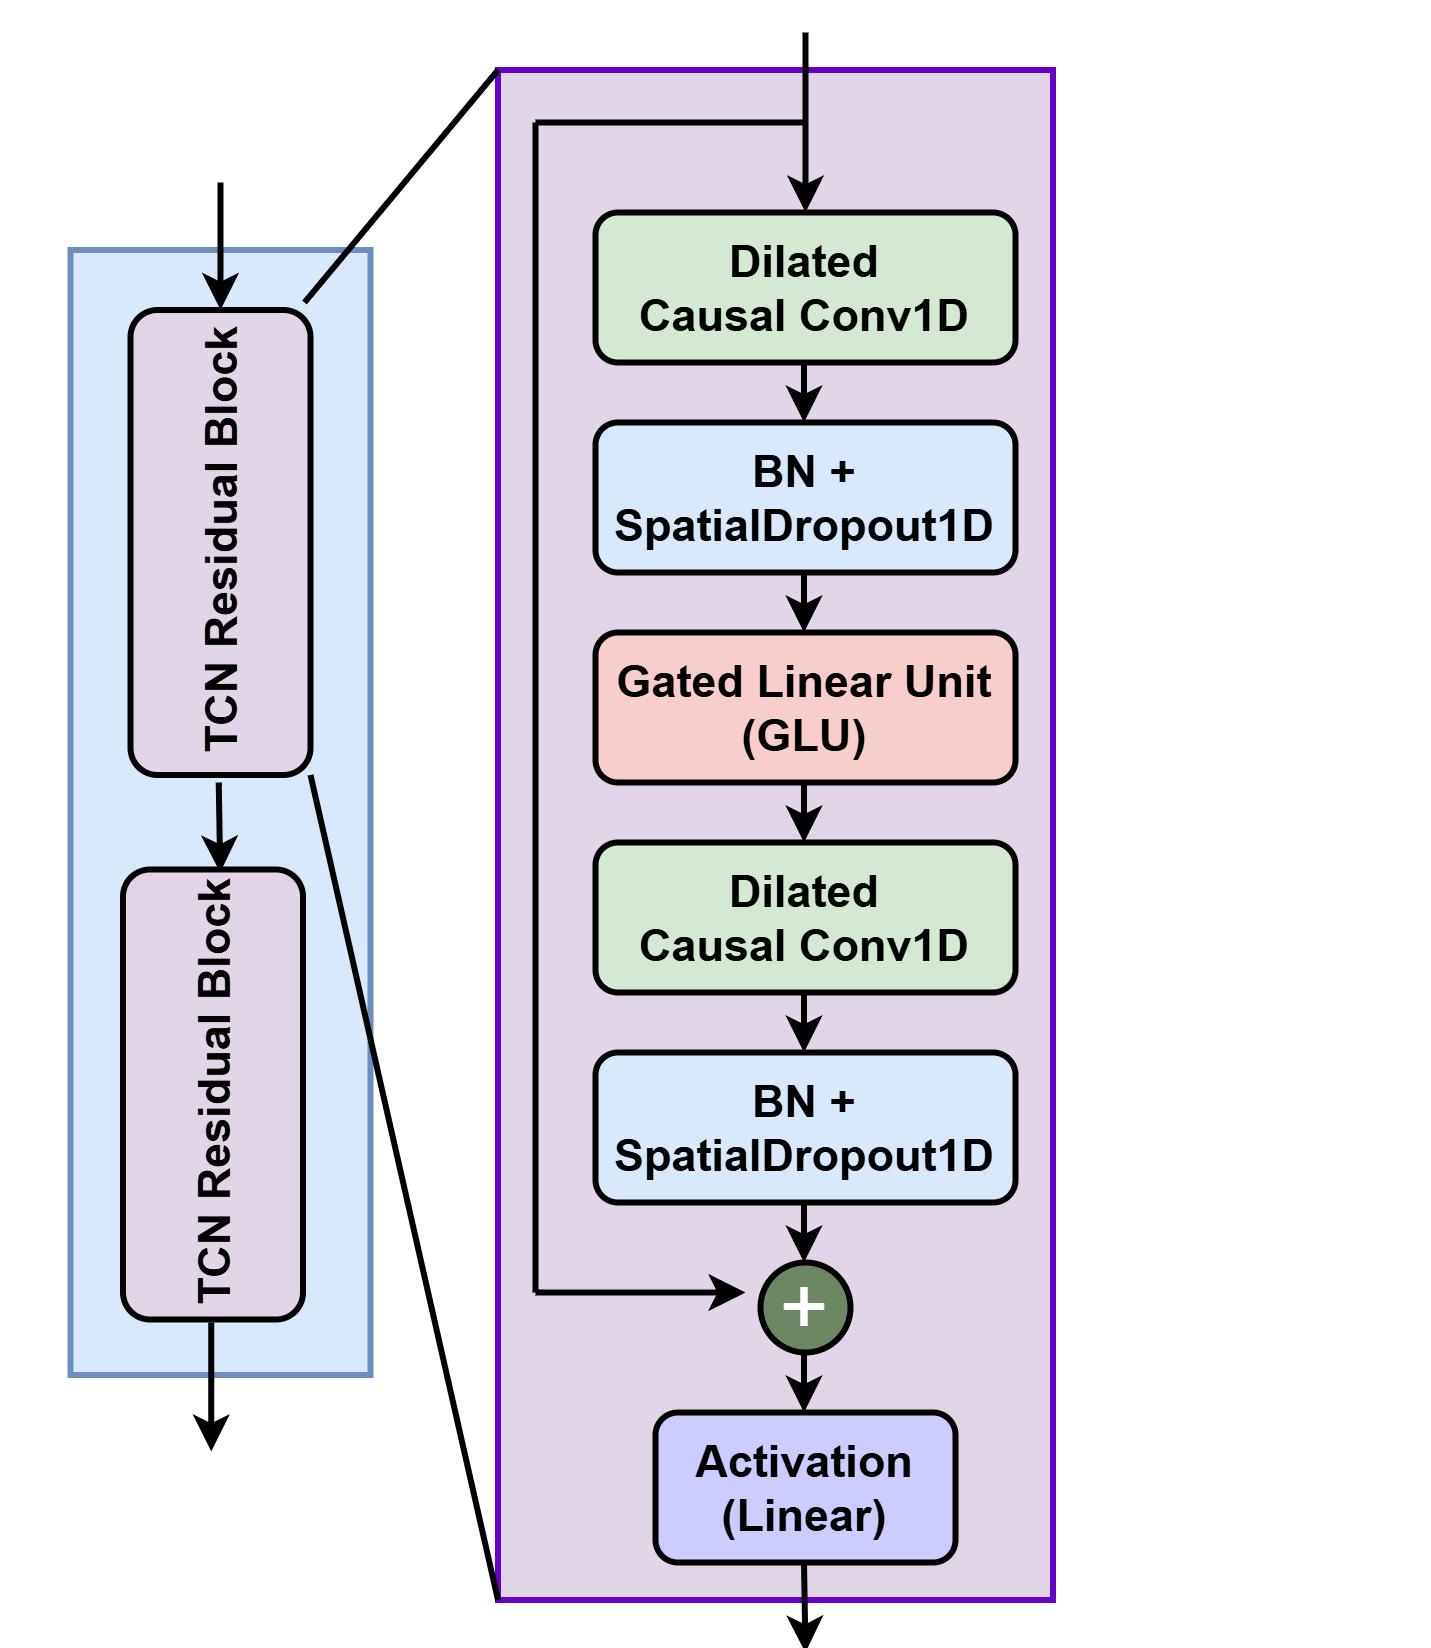 TCN Residual Block
TCN Residual Block
Dilated
Causal Conv1D
BN +
SpatialDropout1D
Gated Linear Unit
(GLU)
Dilated
Causal Conv1D
BN +
SpatialDropout1D
+
Activation
(Linear)